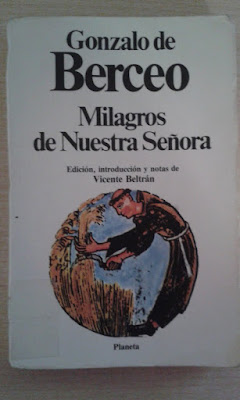 Gonzalo de
Berceo
Milagros
de Nuestra Señora
Edición, introducción y notas de
Vicente Beltrán
Planeta